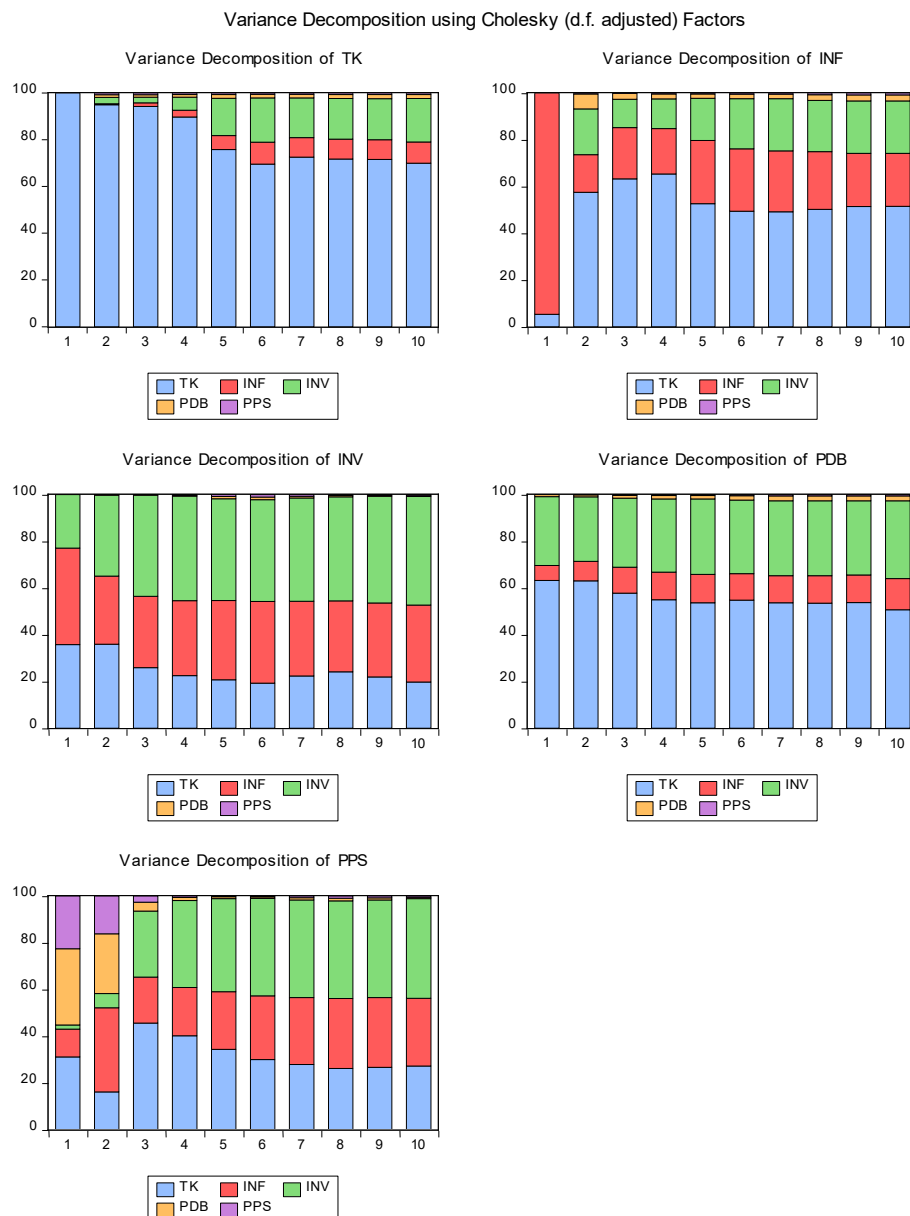 Variance Decomposition using Cholesky (d.f. adjusted) Factors
Variance Decomposition of TK
100
80
60
40
20
0
1 2 3 4 5 6 7 8 9 10
TK INF INV
PDB PPS
Variance Decomposition of INF
100
80
60
40
20
0
1 2 3 4 5 6 7 8 9 10
TK INF INV
PDB PPS
Variance Decomposition of INV
100
80
60
40
20
0
1 2 3 4 5 6 7 8 9 10
TK INF INV
PDB PPS
Variance Decomposition of PDB
100
80
60
40
20
0
1 2 3 4 5 6 7 8 9 10
TK INF INV
PDB PPS
Variance Decomposition of PPS
100
80
60
40
20
0
1 2 3 4 5 6 7 8 9 10
TK INF INV
PDB PPS